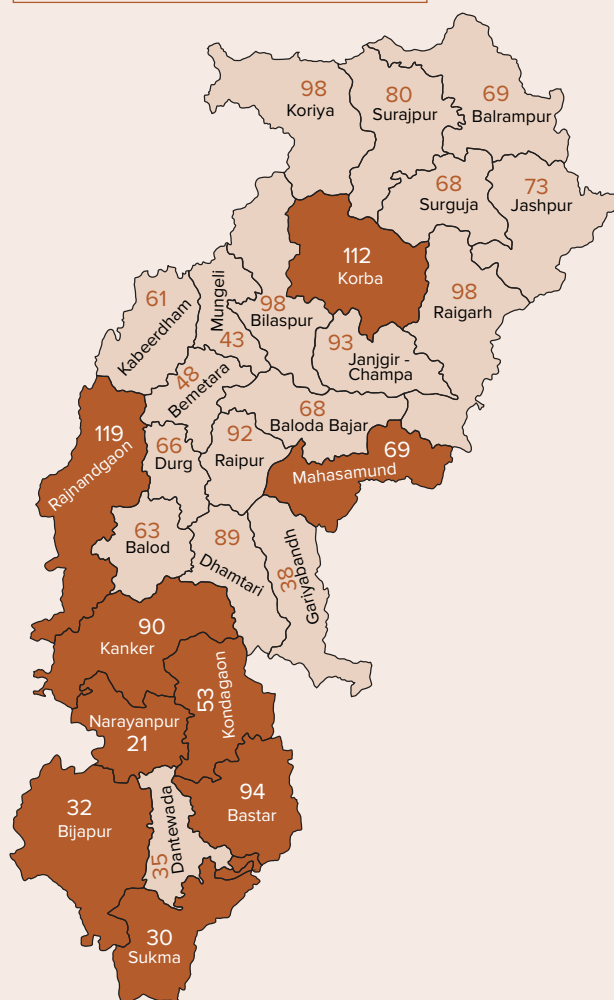 98
Koriya
80
Surajpur
69
Balrampur
68
Surguja
73
Jashpur
112
Korba
98
Raigarh
61
Kabeerdham
Mungeli
43
98
Bilaspur
93
Janjgir -
Champa
48
Bemetara
68
Baloda Bajar
119
Rajnandgaon
66
Durg
92
Raipur
69
Mahasamund
63
Balod
89
Dhamtari
38
Gariyabandh
90
Kanker
53
Kondagaon
Narayanpur
21
32
Bijapur
35
Dantewada
94
Bastar
30
Sukma